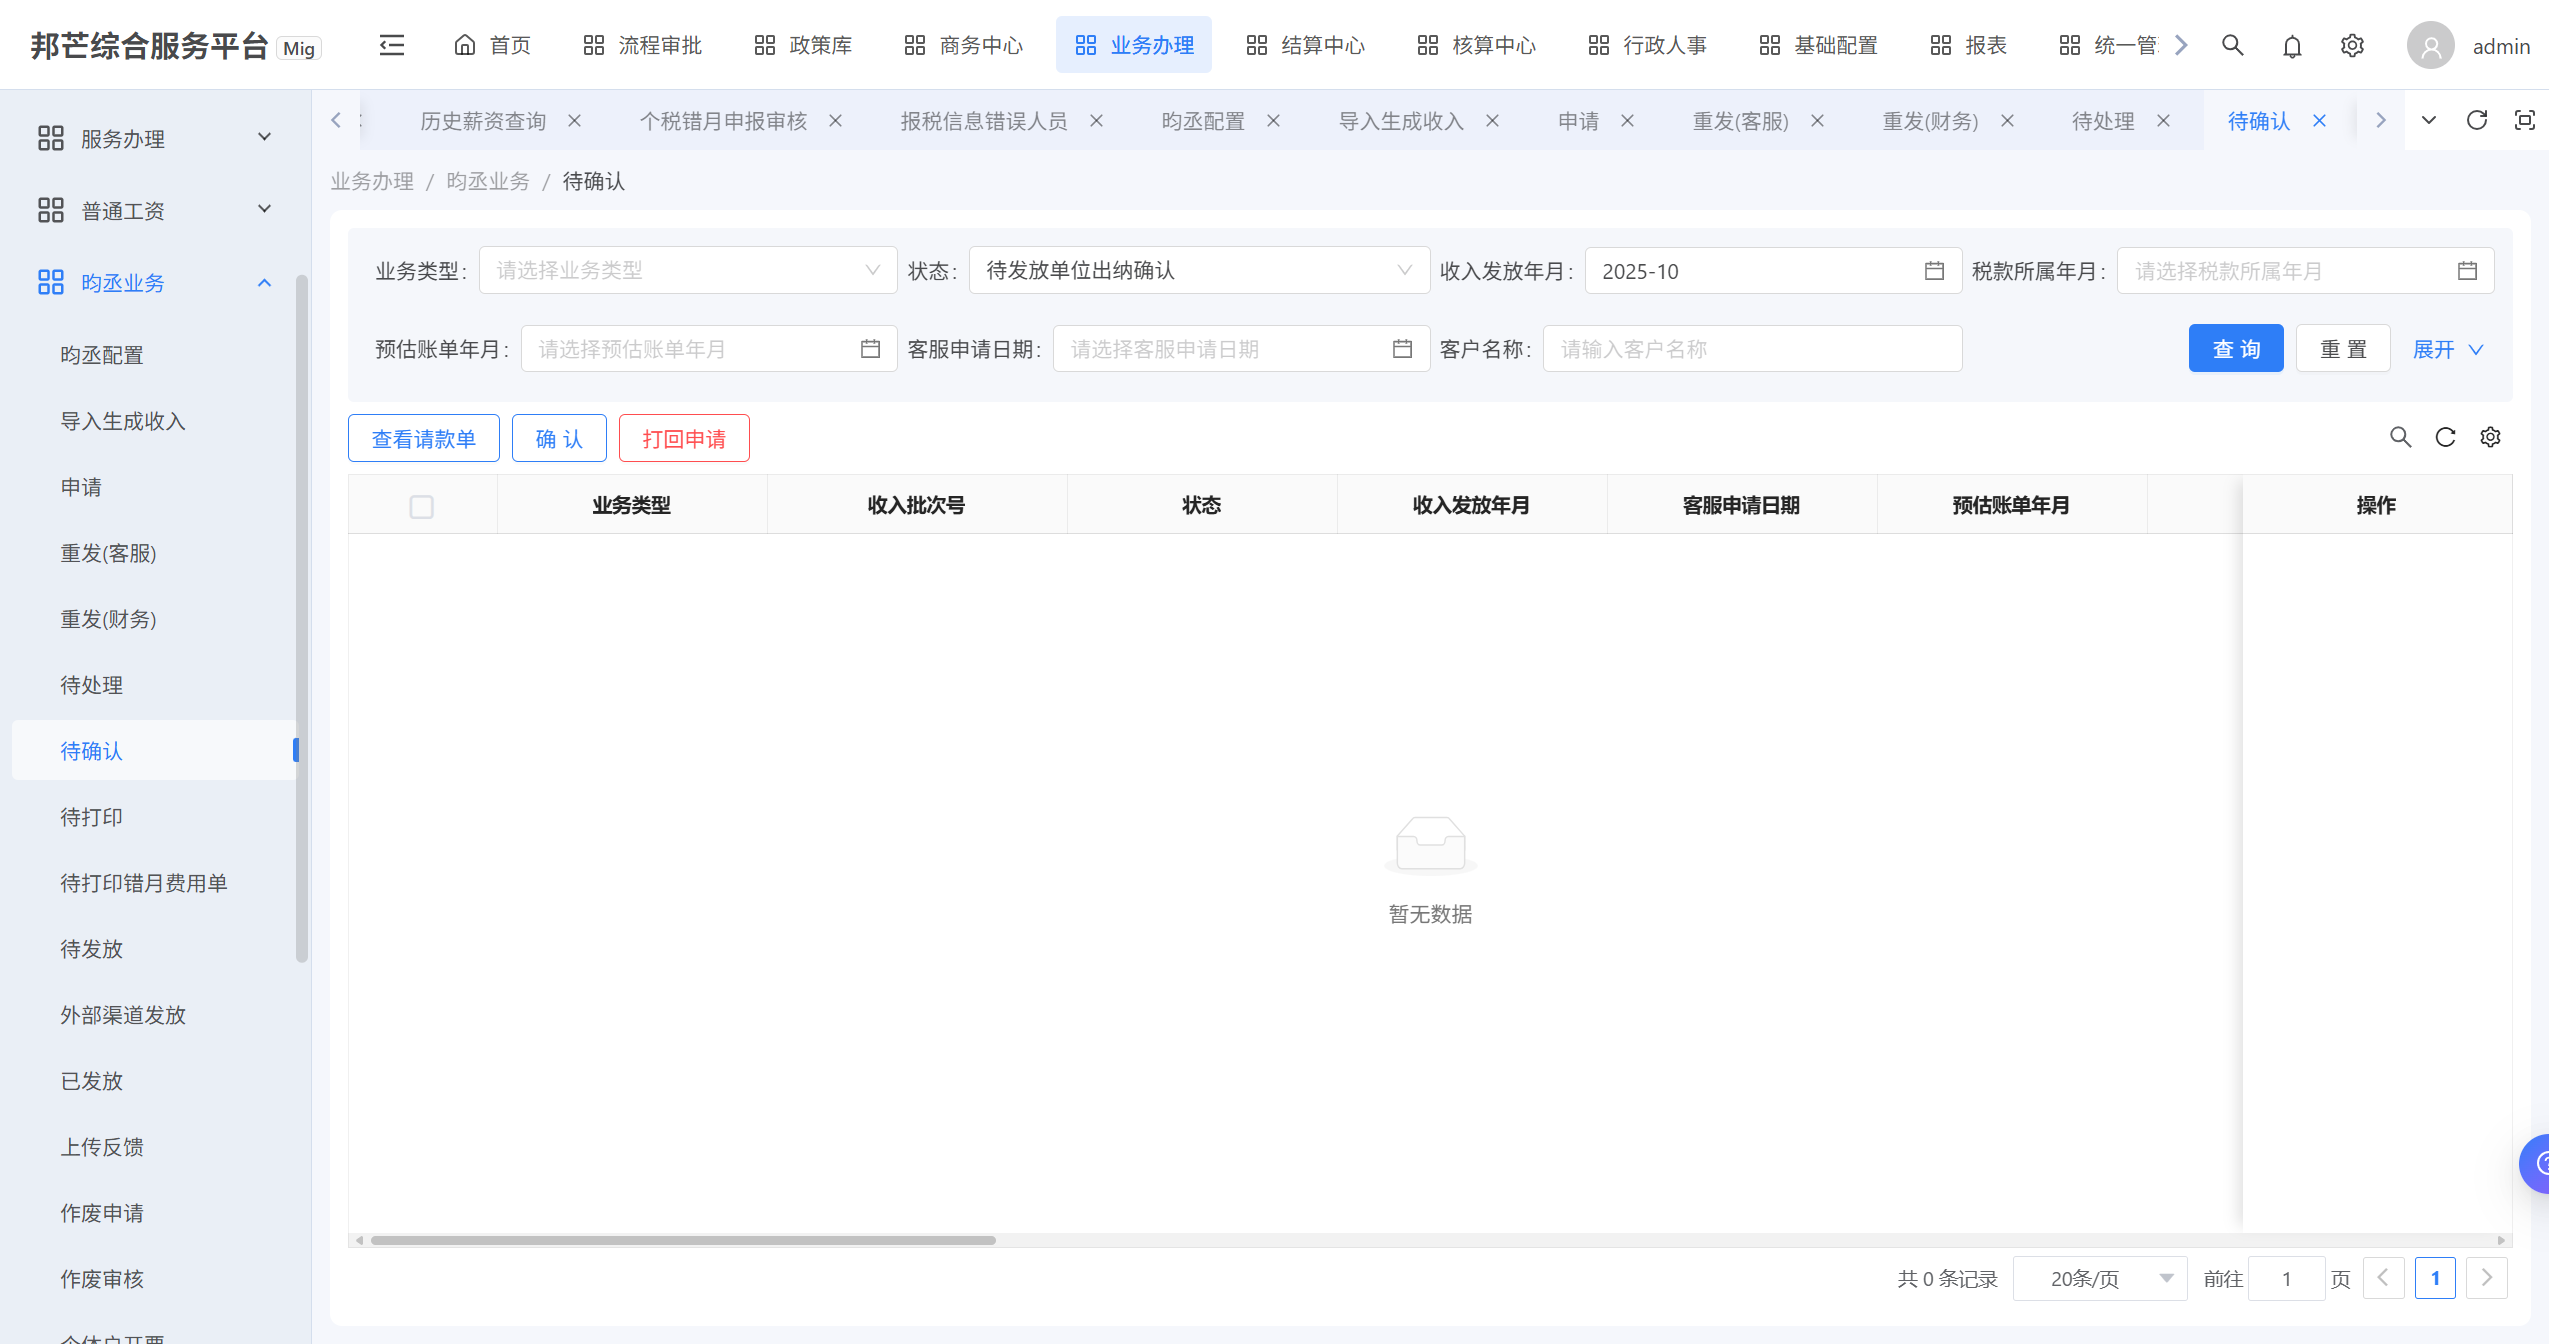 邦芒综合服务平台 Mig 首页 流程审批 政策库 商务中心 业务办理 结算中心 核算中心 行政人事 基础配置 报表 统一管 admin
历史薪资查询 个税错月申报审核 报税信息错误人员 昀丞配置 导入生成收入 申请 重发(客服) 重发(财务) 待处理 待确认
业务办理 / 昀丞业务 / 待确认
服务办理
普通工资
昀丞业务
昀丞配置
导入生成收入
申请
重发(客服)
重发(财务)
待处理
待确认
待打印
待打印错月费用单
待发放
外部渠道发放
已发放
上传反馈
作废申请
作废审核
个体户开票
业务类型: 请选择业务类型 状态: 待发放单位出纳确认 收入发放年月: 2025-10 税款所属年月: 请选择税款所属年月
预估账单年月: 请选择预估账单年月 客服申请日期: 请选择客服申请日期 客户名称: 请输入客户名称 查 询 重 置 展开
查看请款单 确 认 打回申请
业务类型 收入批次号 状态 收入发放年月 客服申请日期 预估账单年月 操作
暂无数据
共 0 条记录 20条/页 前往 1 页 1